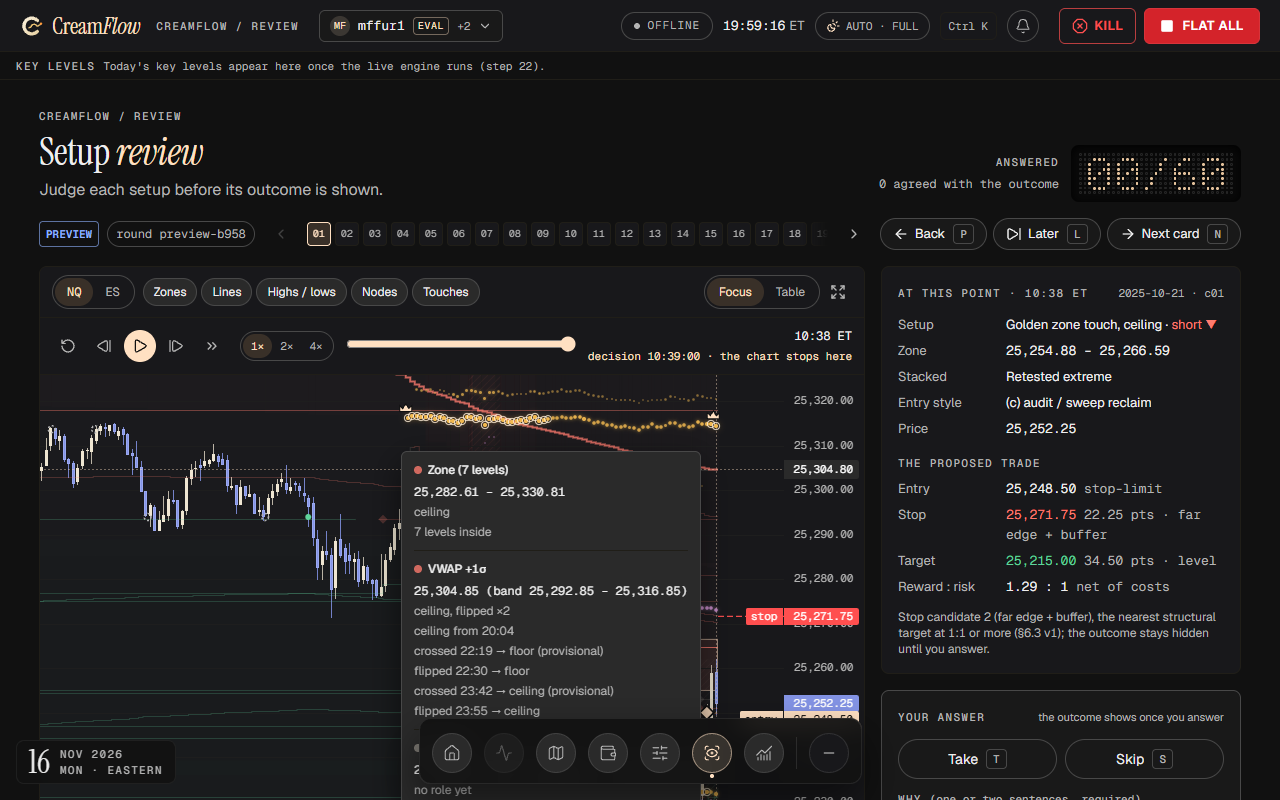 CreamFlow CREAMFLOW / REVIEW MF mffur1 EVAL +2 OFFLINE 19:59:16 ET AUTO · FULL Ctrl K KILL FLAT ALL
KEY LEVELS Today's key levels appear here once the live engine runs (step 22).
CREAMFLOW / REVIEW
Setup review
Judge each setup before its outcome is shown.
ANSWERED
0 agreed with the outcome
00/60
PREVIEW round preview-b958 01 02 03 04 05 06 07 08 09 10 11 12 13 14 15 16 17 18
Back P Later L Next card N
NQ ES Zones Lines Highs / lows Nodes Touches Focus Table
1× 2× 4×
10:38 ET
decision 10:39:00 · the chart stops here
25,320.00
25,310.00
25,304.80
25,300.00
25,290.00
25,280.00
stop 25,271.75
25,260.00
25,252.25
Zone (7 levels)
25,282.61 – 25,330.81
ceiling
7 levels inside
VWAP +1σ
25,304.85 (band 25,292.85 – 25,316.85)
ceiling, flipped ×2
ceiling from 20:04
crossed 22:19 → floor (provisional)
flipped 22:30 → floor
crossed 23:42 → ceiling (provisional)
flipped 23:55 → ceiling
no role yet
16 NOV 2026
MON · EASTERN
AT THIS POINT · 10:38 ET 2025-10-21 · c01
Setup Golden zone touch, ceiling · short ▼
Zone 25,254.88 – 25,266.59
Stacked Retested extreme
Entry style (c) audit / sweep reclaim
Price 25,252.25
THE PROPOSED TRADE
Entry 25,248.50 stop-limit
Stop 25,271.75 22.25 pts · far
edge + buffer
Target 25,215.00 34.50 pts · level
Reward : risk 1.29 : 1 net of costs
Stop candidate 2 (far edge + buffer), the nearest structural
target at 1:1 or more (§6.3 v1); the outcome stays hidden
until you answer.
YOUR ANSWER the outcome shows once you answer
Take T Skip S
WHY (one or two sentences, required)